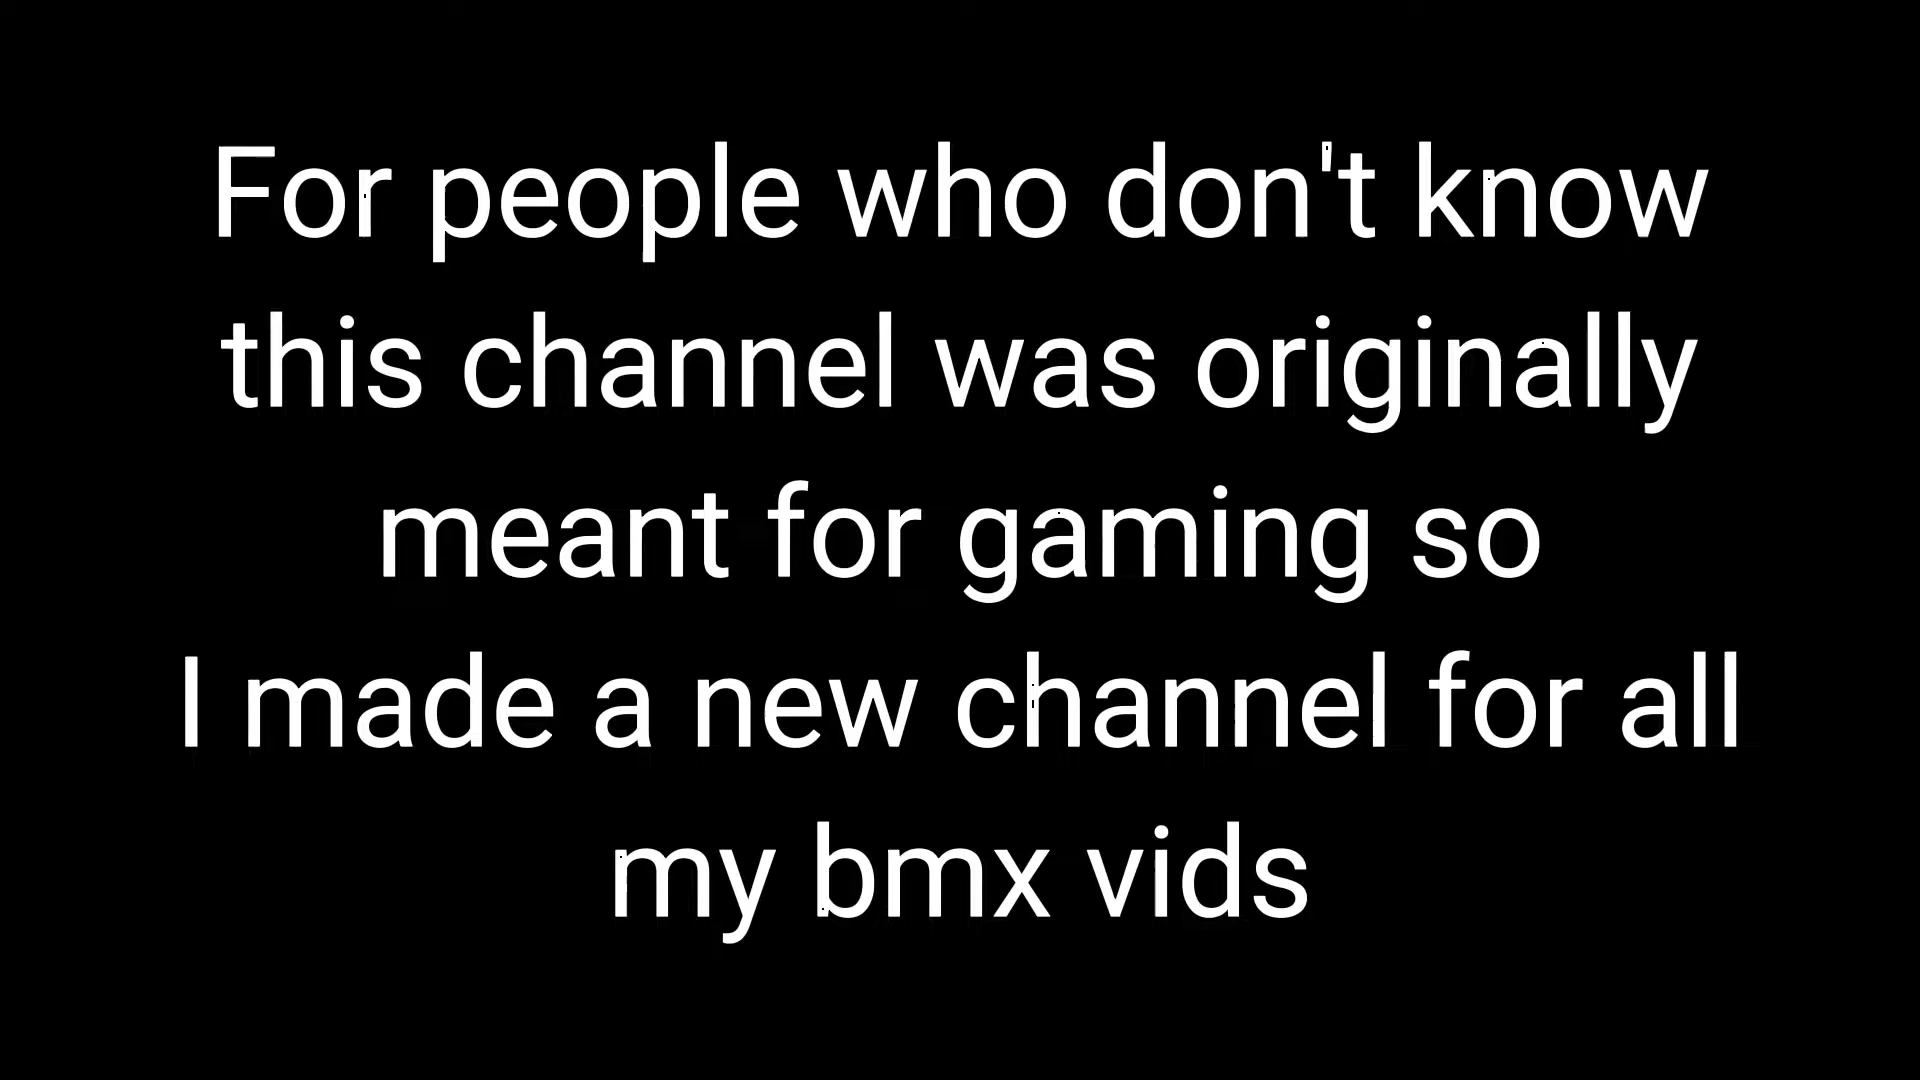 For people who don't know
this channel was originally
meant for gaming so
I made a new channel for all
my bmx vids